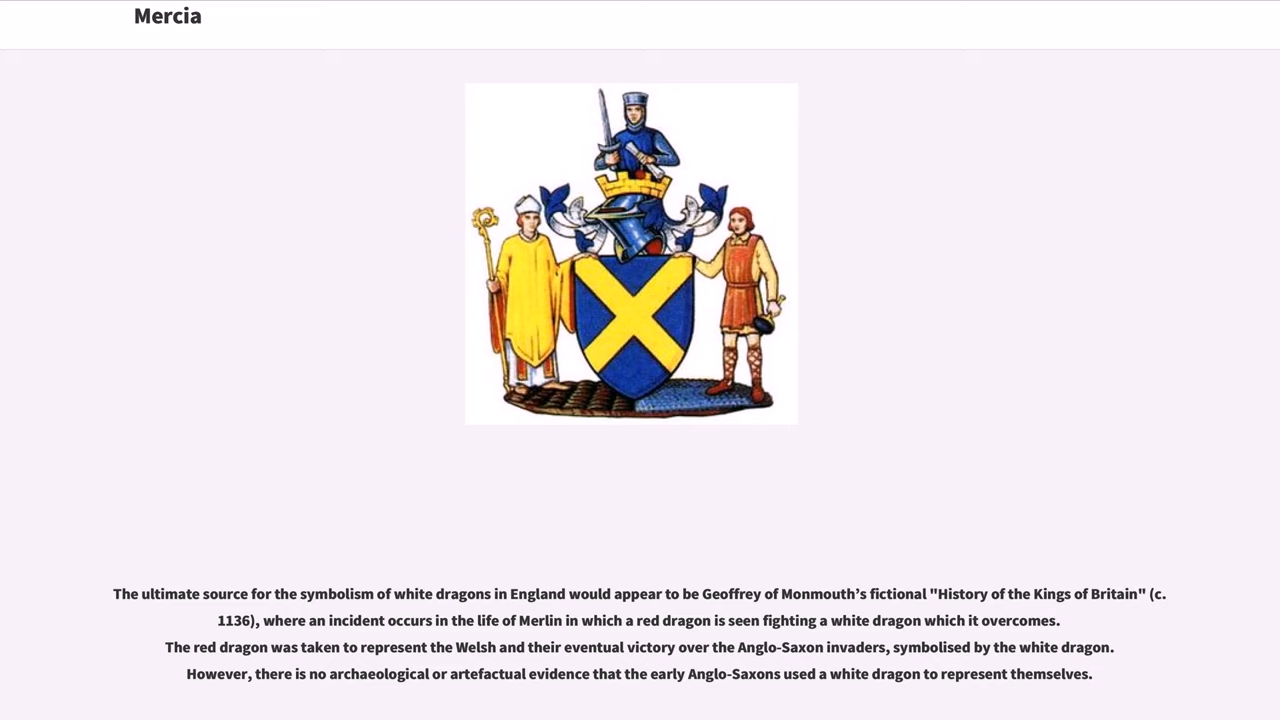 Mercia
The ultimate source for the symbolism of white dragons in England would appear to be Geoffrey of Monmouth’s fictional "History of the Kings of Britain" (c.
1136), where an incident occurs in the life of Merlin in which a red dragon is seen fighting a white dragon which it overcomes.
The red dragon was taken to represent the Welsh and their eventual victory over the Anglo-Saxon invaders, symbolised by the white dragon.
However, there is no archaeological or artefactual evidence that the early Anglo-Saxons used a white dragon to represent themselves.